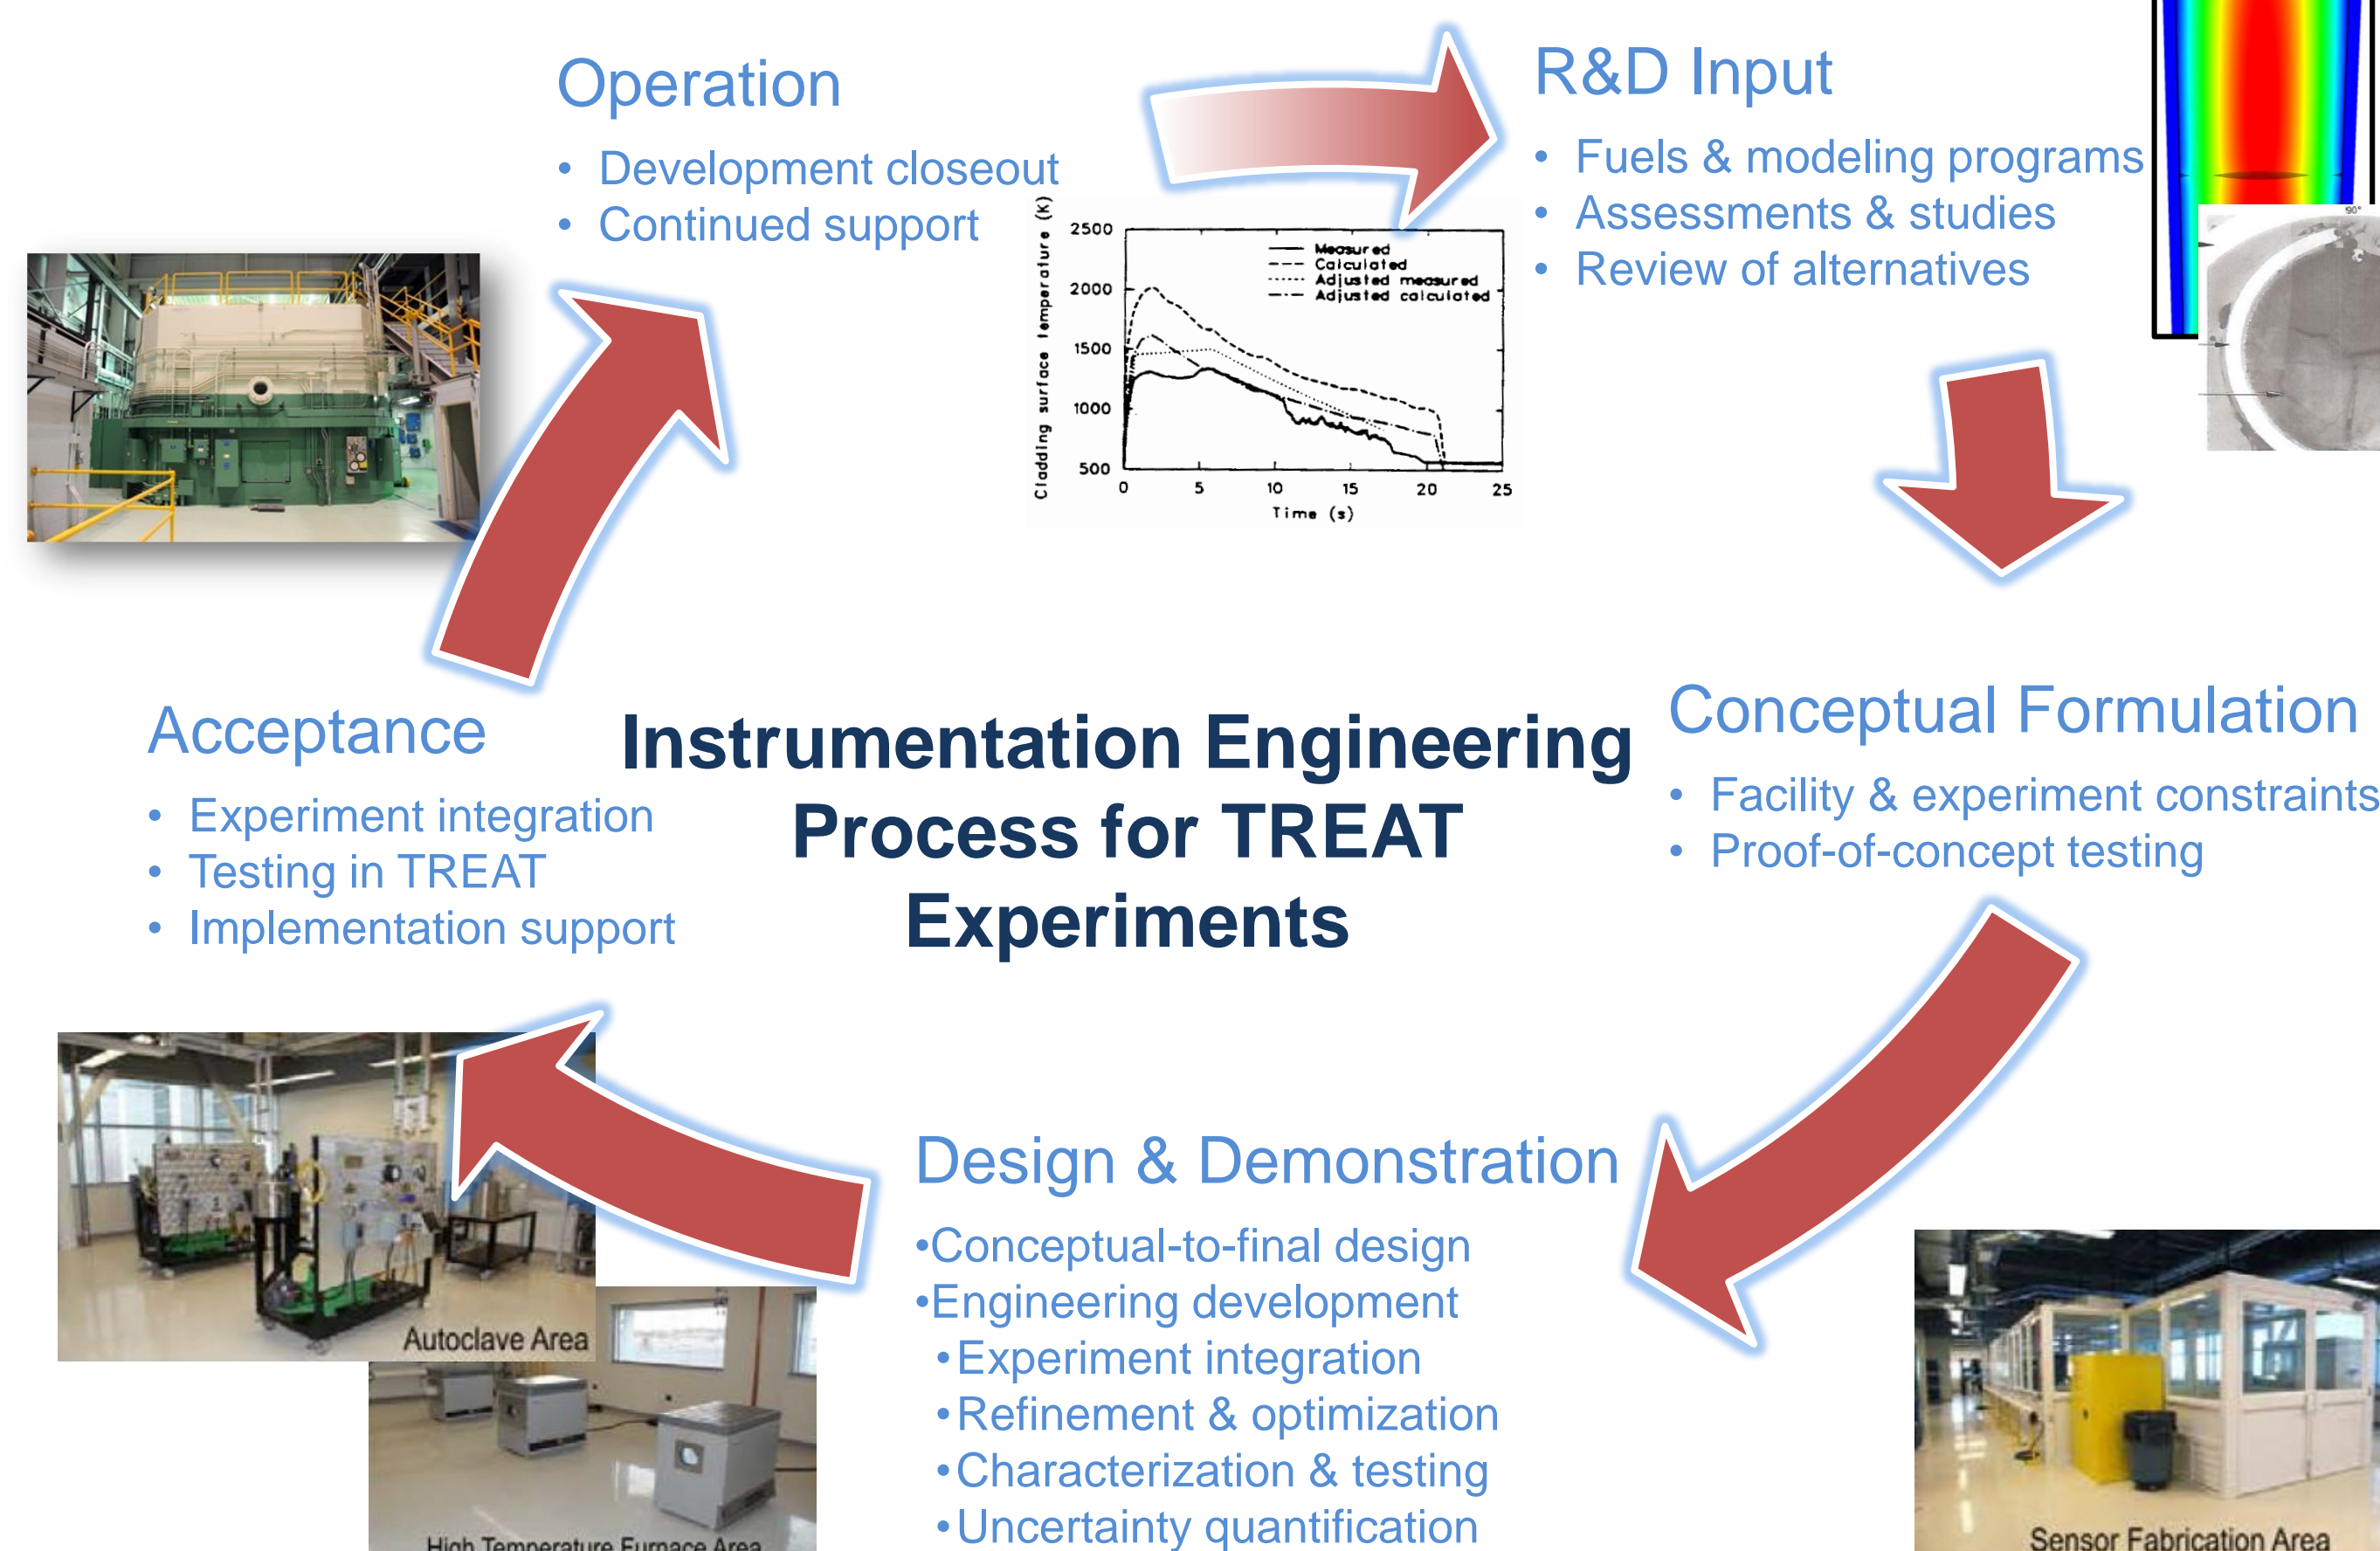 Operation
• Development closeout
• Continued support
R&D Input
• Fuels & modeling programs
• Assessments & studies
• Review of alternatives
90°
Cladding surface temperature (K)
2500
2000
1500
1000
500
0 5 10 15 20 25
Time (s)
Measured
Calculated
Adjusted measured
Adjusted calculated
Acceptance
• Experiment integration
• Testing in TREAT
• Implementation support
Instrumentation Engineering
Process for TREAT
Experiments
Conceptual Formulation
• Facility & experiment constraints
• Proof-of-concept testing
Design & Demonstration
•Conceptual-to-final design
•Engineering development
•Experiment integration
•Refinement & optimization
•Characterization & testing
•Uncertainty quantification
Autoclave Area
High Temperature Furnace Area
Sensor Fabrication Area